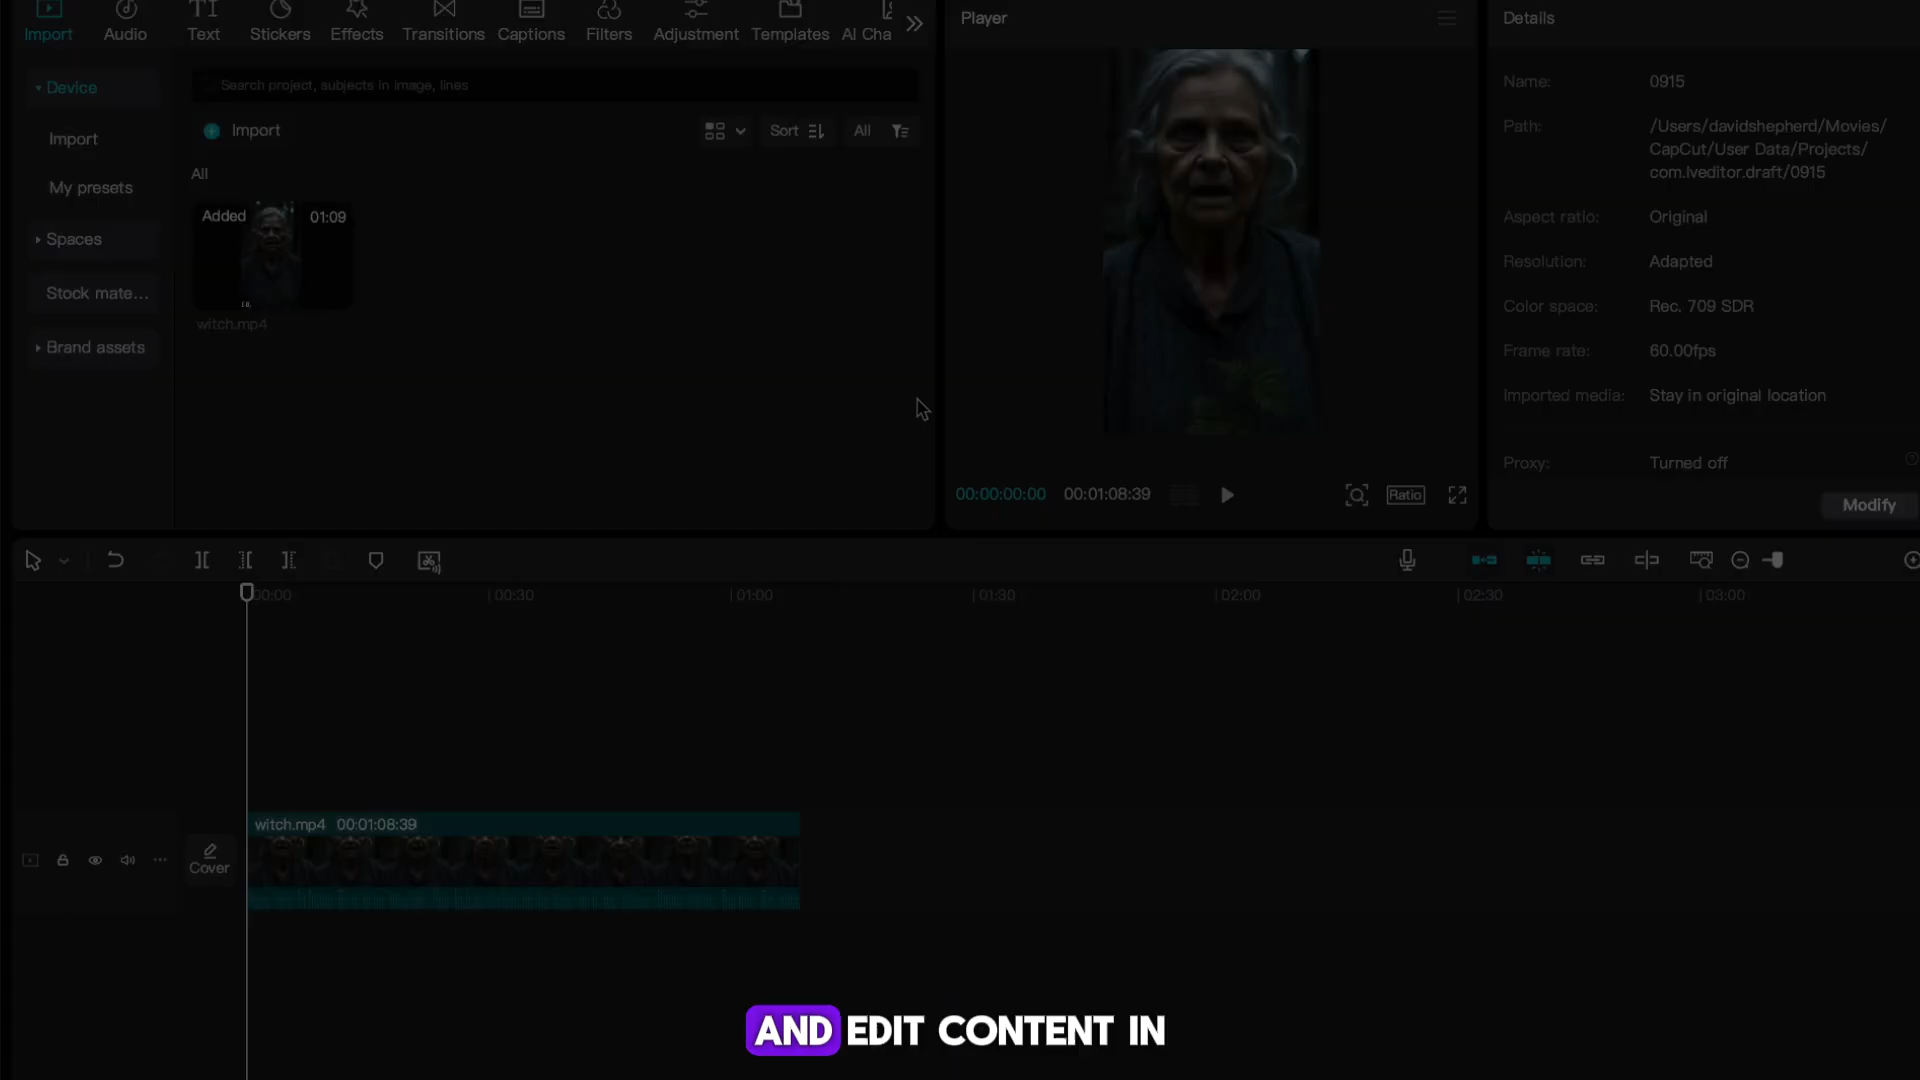 Import
Audio
Text
Stickers
Effects
Transitions
Captions
Filters
Adjustment
Templates
AI Cha
Device
Import
My presets
Spaces
Stock mate...
Brand assets
Search project, subjects in image, lines
Import
Sort
All
All
Added
01:09
witch.mp4
Player
00:00:00:00
00:01:08:39
Ratio
Details
Name: 0915
Path: /Users/davidshepherd/Movies/
CapCut/User Data/Projects/
com.lveditor.draft/0915
Aspect ratio: Original
Resolution: Adapted
Color space: Rec. 709 SDR
Frame rate: 60.00fps
Imported media: Stay in original location
Proxy: Turned off
Modify
00:00
00:30
01:00
01:30
02:00
02:30
03:00
witch.mp4 00:01:08:39
Cover
AND EDIT CONTENT IN